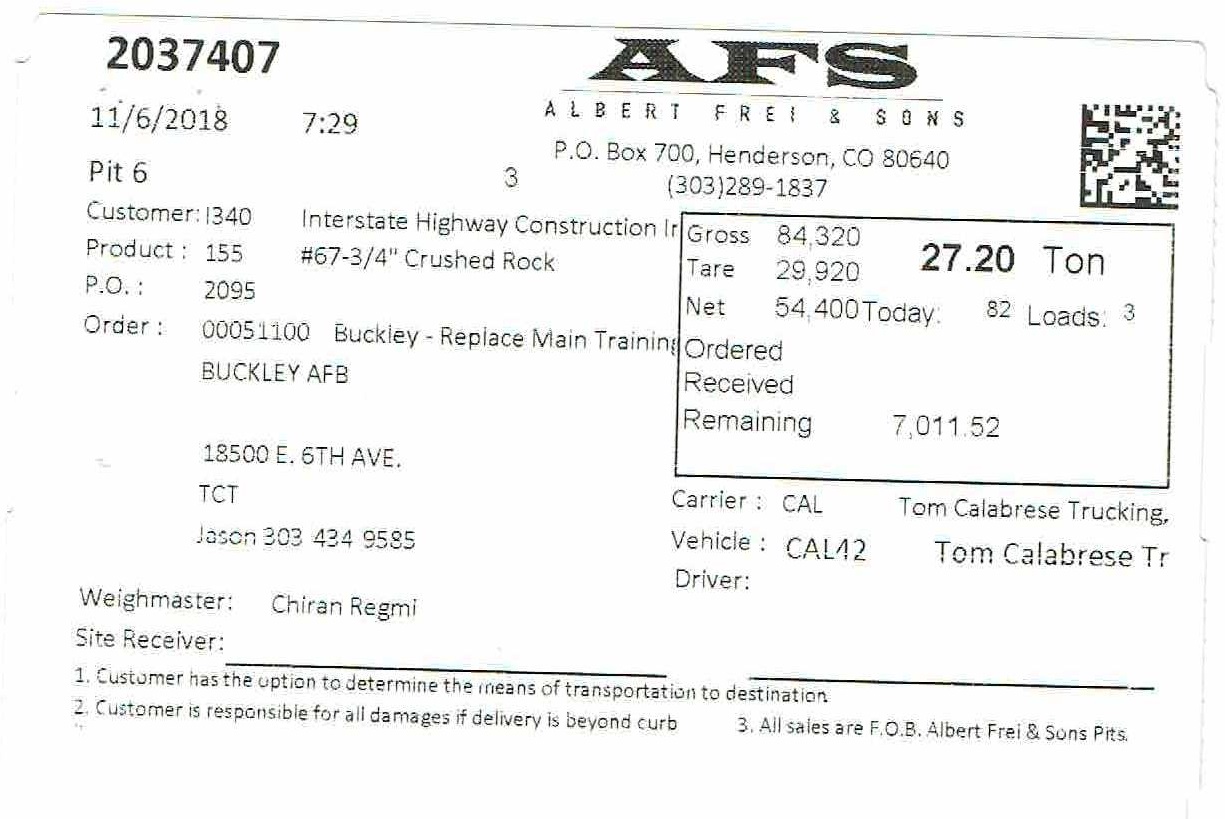 2037407
AFS
ALBERT FREI & SONS
11/6/2018 7:29
P.O. Box 700, Henderson, CO 80640
Pit 6 3 (303)289-1837
Customer: I340 Interstate Highway Construction Ir
Product : 155 #67-3/4" Crushed Rock
P.O. : 2095
Order : 00051100 Buckley - Replace Main Training
BUCKLEY AFB
18500 E. 6TH AVE.
TCT
Jason 303 434 9585
Gross 84,320 27.20 Ton
Tare 29,920
Net 54,400 Today: 82 Loads: 3
Ordered
Received
Remaining 7,011.52
Carrier : CAL Tom Calabrese Trucking,
Vehicle : CAL42 Tom Calabrese Tr
Driver:
Weighmaster: Chiran Regmi
Site Receiver:
1. Customer has the option to determine the means of transportation to destination
2. Customer is responsible for all damages if delivery is beyond curb 3. All sales are F.O.B. Albert Frei & Sons Pits.